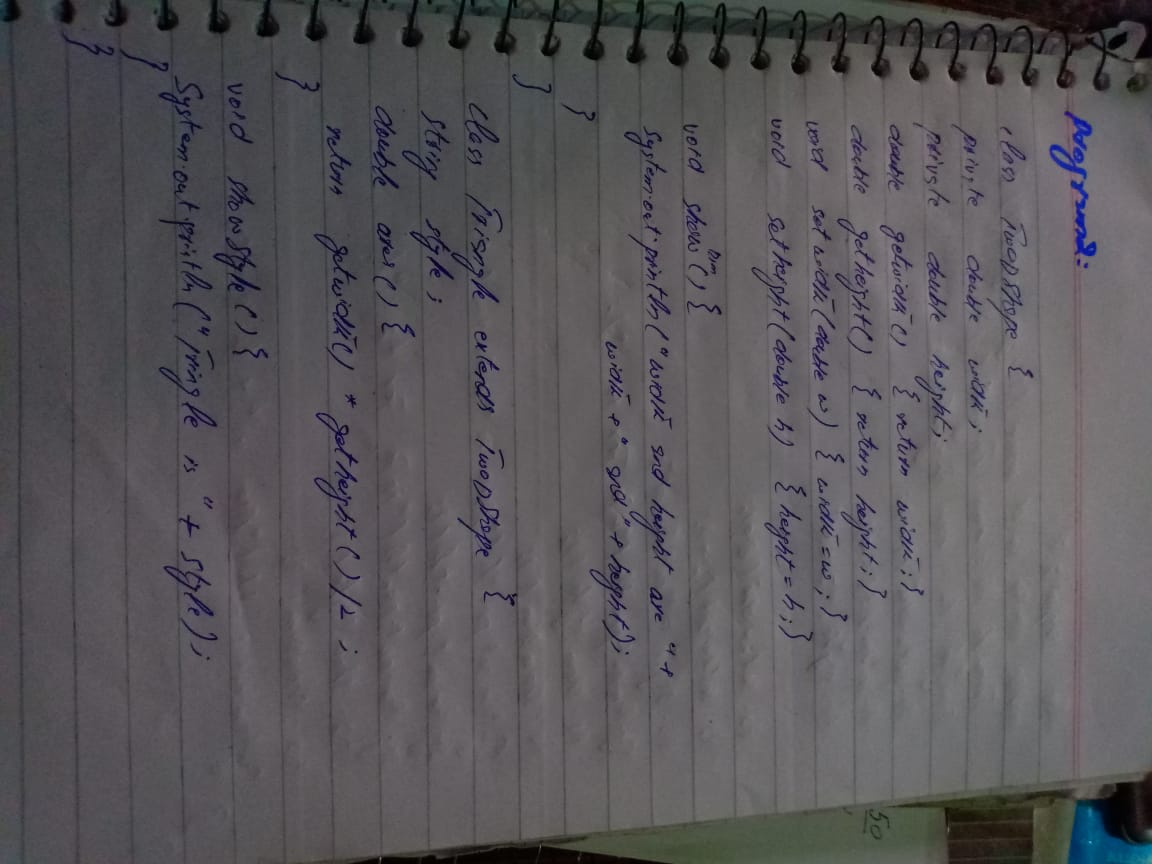 Program:
class TwoDShape {
private double width;
private double height;
double getwidth() { return width; }
double getheight() { return height; }
void setwidth(double w) { width = w; }
void setheight(double h) { height = h; }
void showDim() {
System.out.println("width and height are " +
width + " and " + height);
}
}
class Triangle extends TwoDShape {
String style;
double area() {
return getwidth() * getheight() / 2 ;
}
void showstyle() {
System.out.println("Tringle is " + style);
}
}
50